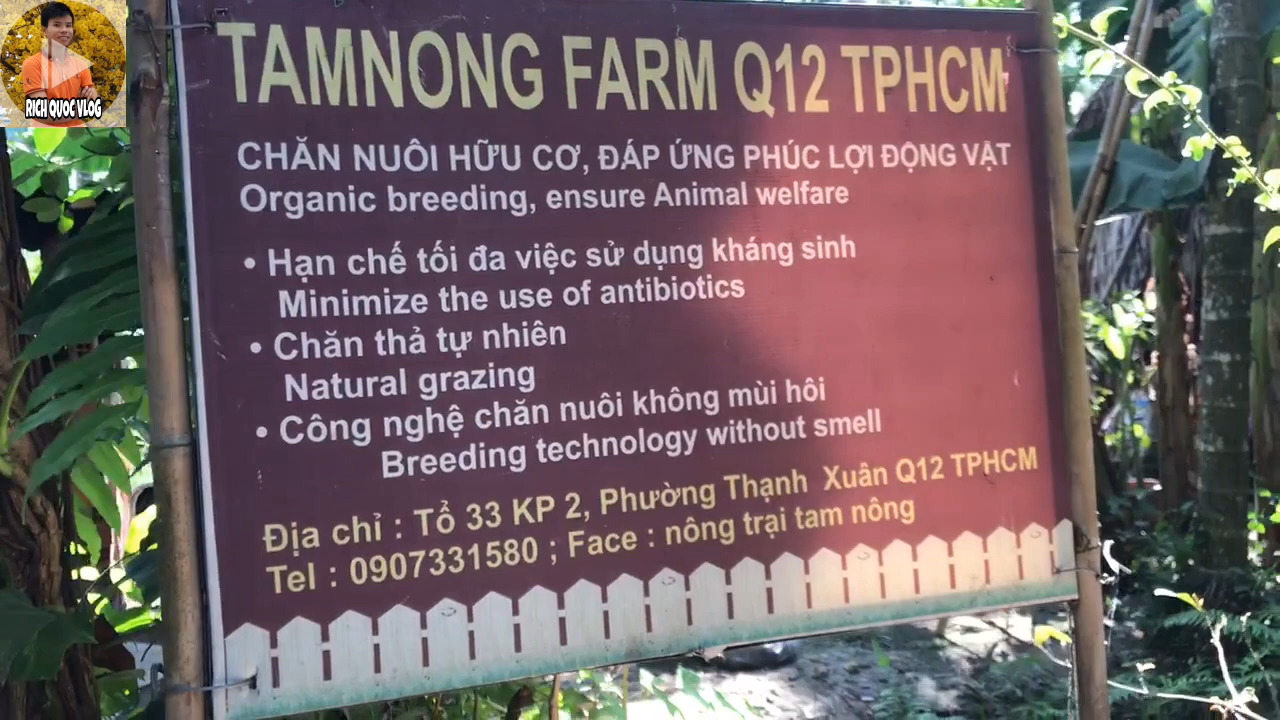 RICH QUOC VLOG
TAMNONG FARM Q12 TPHCM
CHĂN NUÔI HỮU CƠ, ĐÁP ỨNG PHÚC LỢI ĐỘNG VẬT
Organic breeding, ensure Animal welfare
• Hạn chế tối đa việc sử dụng kháng sinh
Minimize the use of antibiotics
• Chăn thả tự nhiên
Natural grazing
• Công nghệ chăn nuôi không mùi hôi
Breeding technology without smell
Địa chỉ : Tổ 33 KP 2, Phường Thạnh Xuân Q12 TPHCM
Tel : 0907331580 ; Face : nông trại tam nông